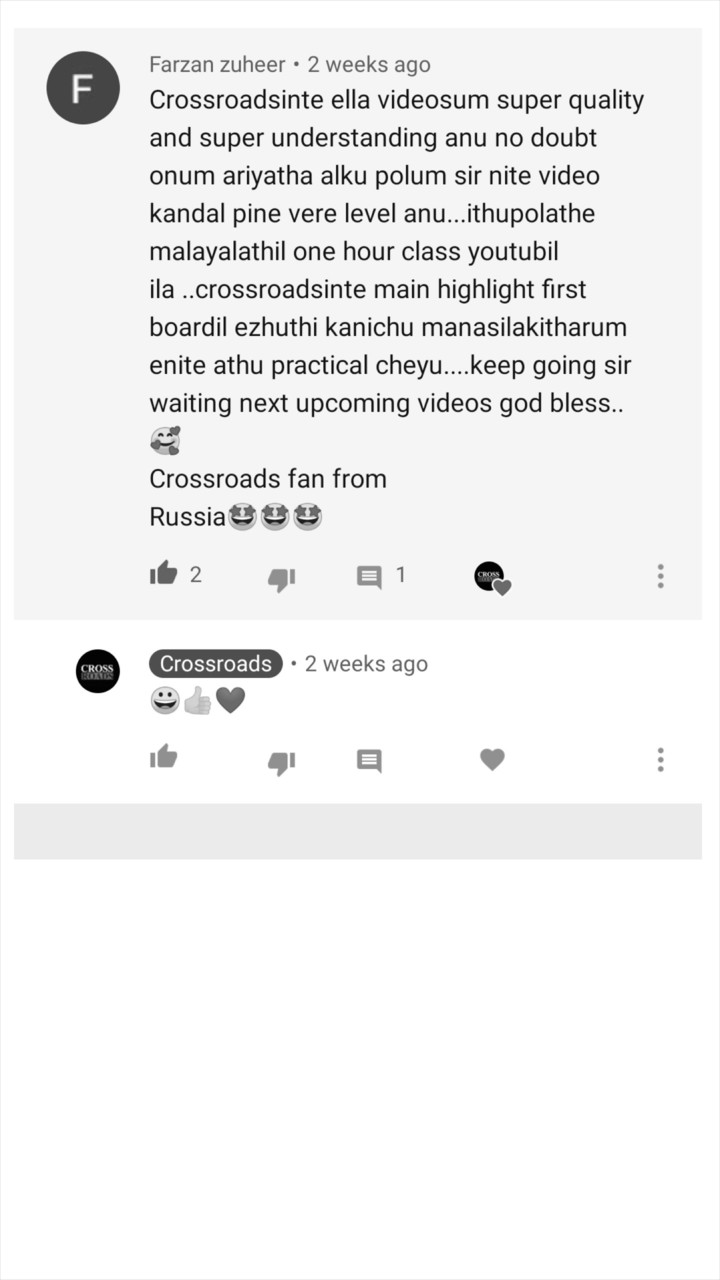 F
Farzan zuheer • 2 weeks ago
Crossroadsinte ella videosum super quality
and super understanding anu no doubt
onum ariyatha alku polum sir nite video
kandal pine vere level anu...ithupolathe
malayalathil one hour class youtubil
ila ..crossroadsinte main highlight first
boardil ezhuthi kanichu manasilakitharum
enite athu practical cheyu....keep going sir
waiting next upcoming videos god bless..
🥰
Crossroads fan from
Russia🤩🤩🤩
2 1 CROSS ROADS
CROSS ROADS
Crossroads • 2 weeks ago
😀👍❤